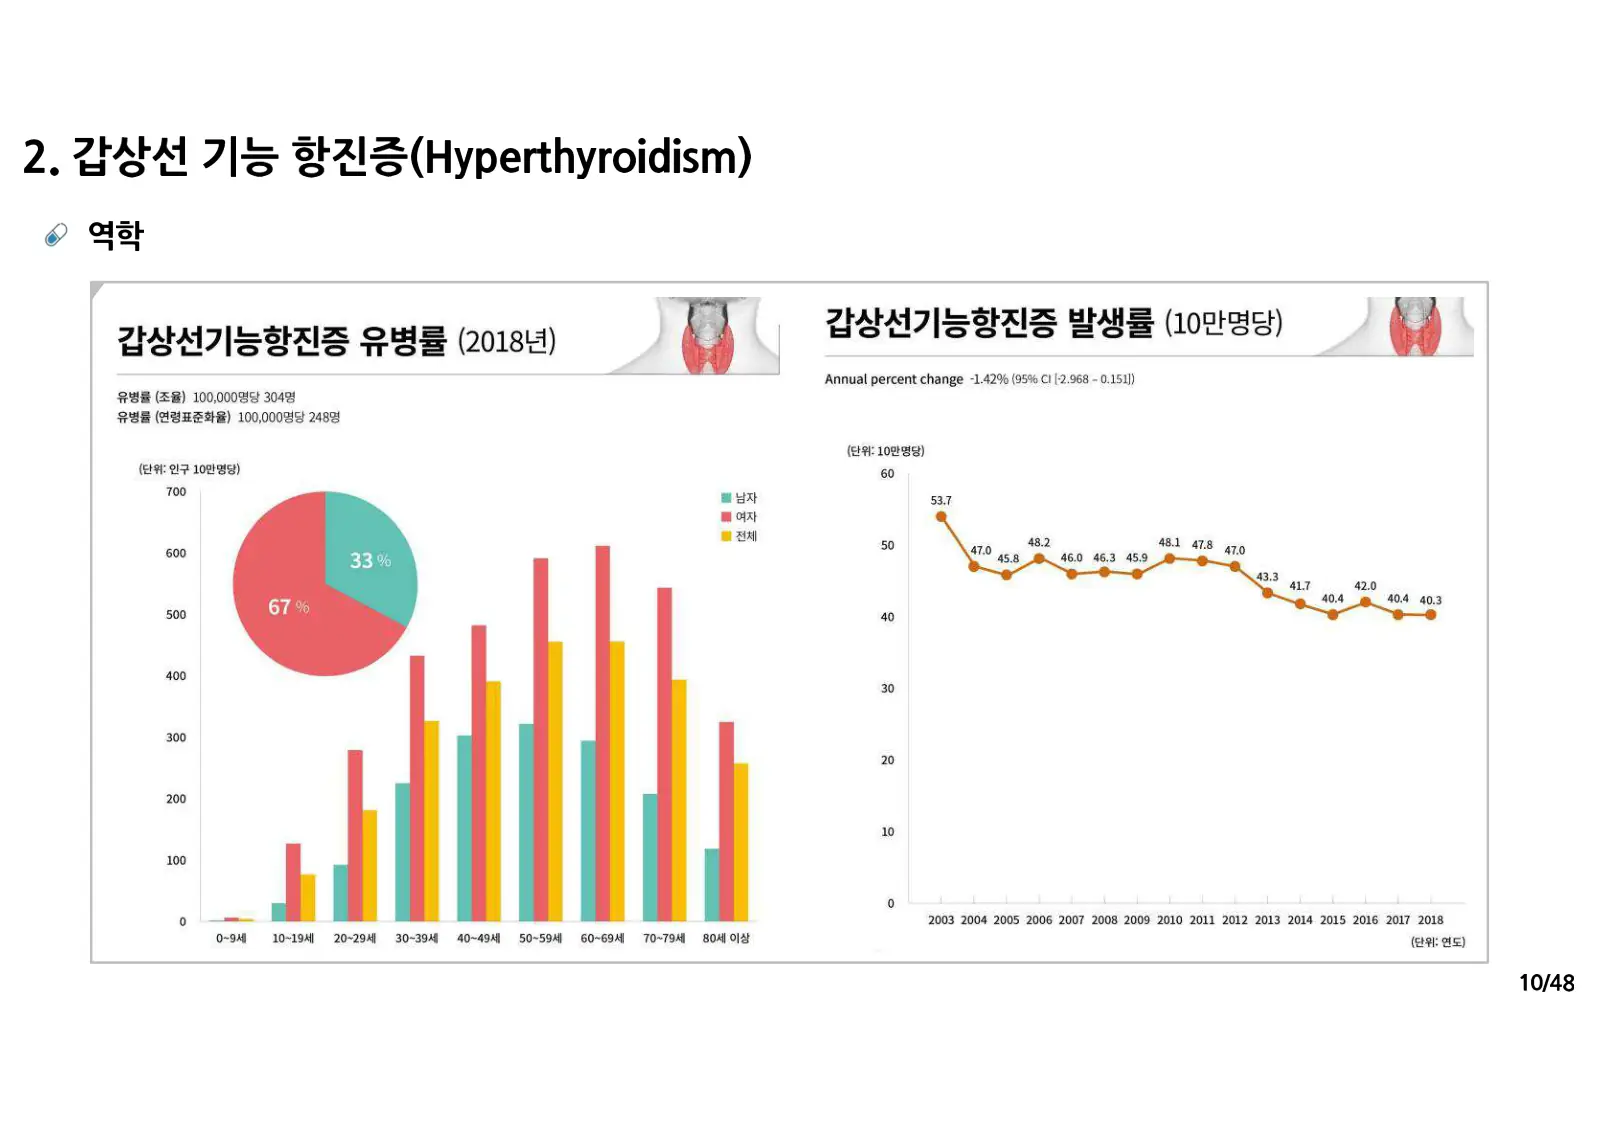 2. 갑상선 기능 항진증(Hyperthyroidism)
역학
갑상선기능항진증 유병률 (2018년)
유병률 (조율) 100,000명당 304명
유병률 (연령표준화율) 100,000명당 248명
(단위: 인구 10만명당)
700
600
500
400
300
200
100
0
33 %
67 %
남자
여자
전체
0~9세 10~19세 20~29세 30~39세 40~49세 50~59세 60~69세 70~79세 80세 이상
갑상선기능항진증 발생률 (10만명당)
Annual percent change -1.42% (95% CI [-2.968 – 0.151])
(단위: 10만명당)
60
50
40
30
20
10
0
53.7 47.0 45.8 48.2 46.0 46.3 45.9 48.1 47.8 47.0 43.3 41.7 40.4 42.0 40.4 40.3
2003 2004 2005 2006 2007 2008 2009 2010 2011 2012 2013 2014 2015 2016 2017 2018
(단위: 연도)
10/48